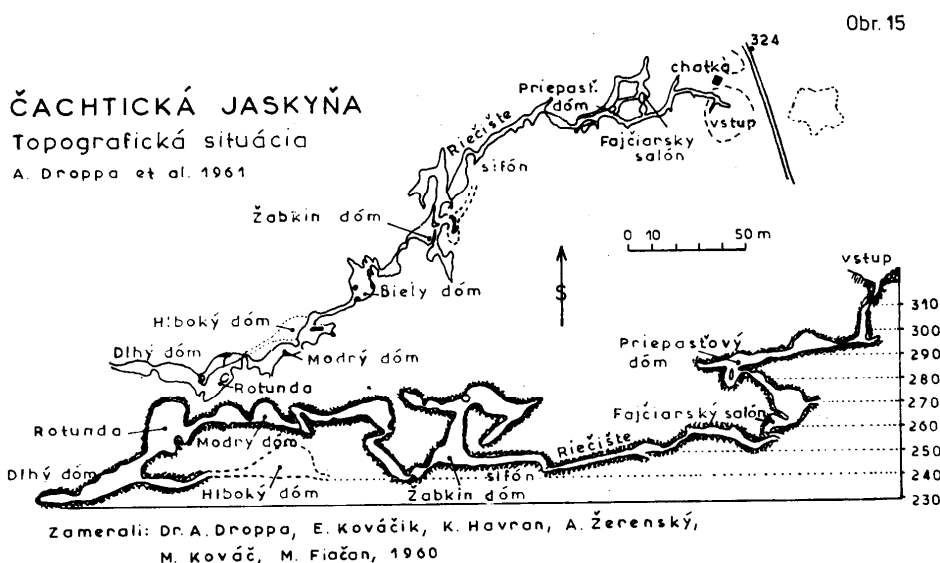 Obr. 15
ČACHTICKÁ JASKYŇA
Topografická situácia
A. Droppa et al. 1961
324
chatka
vstup
Priepasť.
dóm
Fajčiarsky
salón
Riečište
sifón
Žabkin dóm
0 10 50 m
S
Biely dóm
Hlboký dóm
Dlhý dóm
Modrý dóm
Rotunda
vstup
310
300
290
280
270
260
250
240
230
Priepasťový
dóm
Fajčiarský salón
Riečište
sifón
Žabkin dóm
Rotunda
Modrý dóm
Dlhý dóm
Hlboký dóm
Zamerali: Dr. A. Droppa, E. Kováčik, K. Havran, A. Žerenský,
M. Kováč, M. Fiačan, 1960